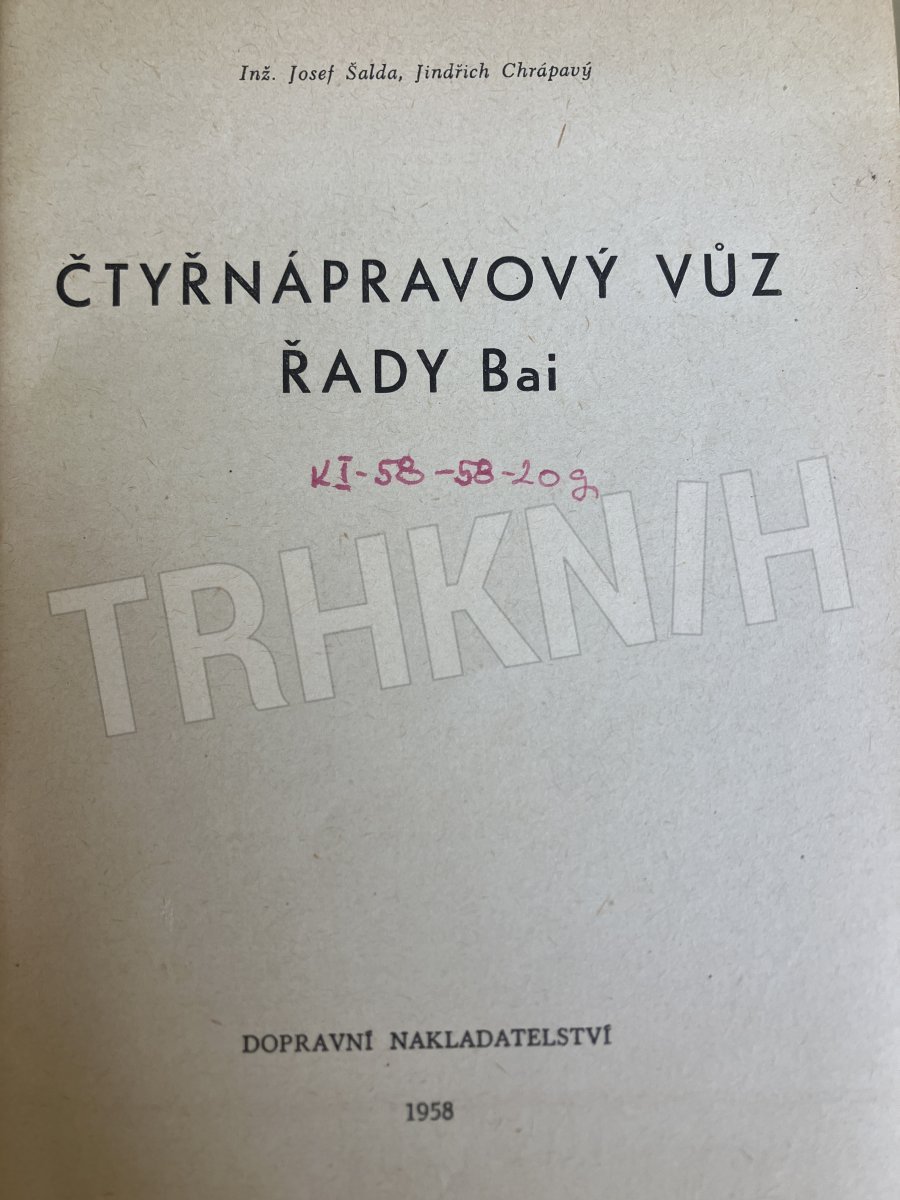 Inž. Josef Šalda, Jindřich Chrápavý
ČTYŘNÁPRAVOVÝ VŮZ
ŘADY Bai
KI-58-58-20g
TRHKNIH
DOPRAVNÍ NAKLADATELSTVÍ
1958